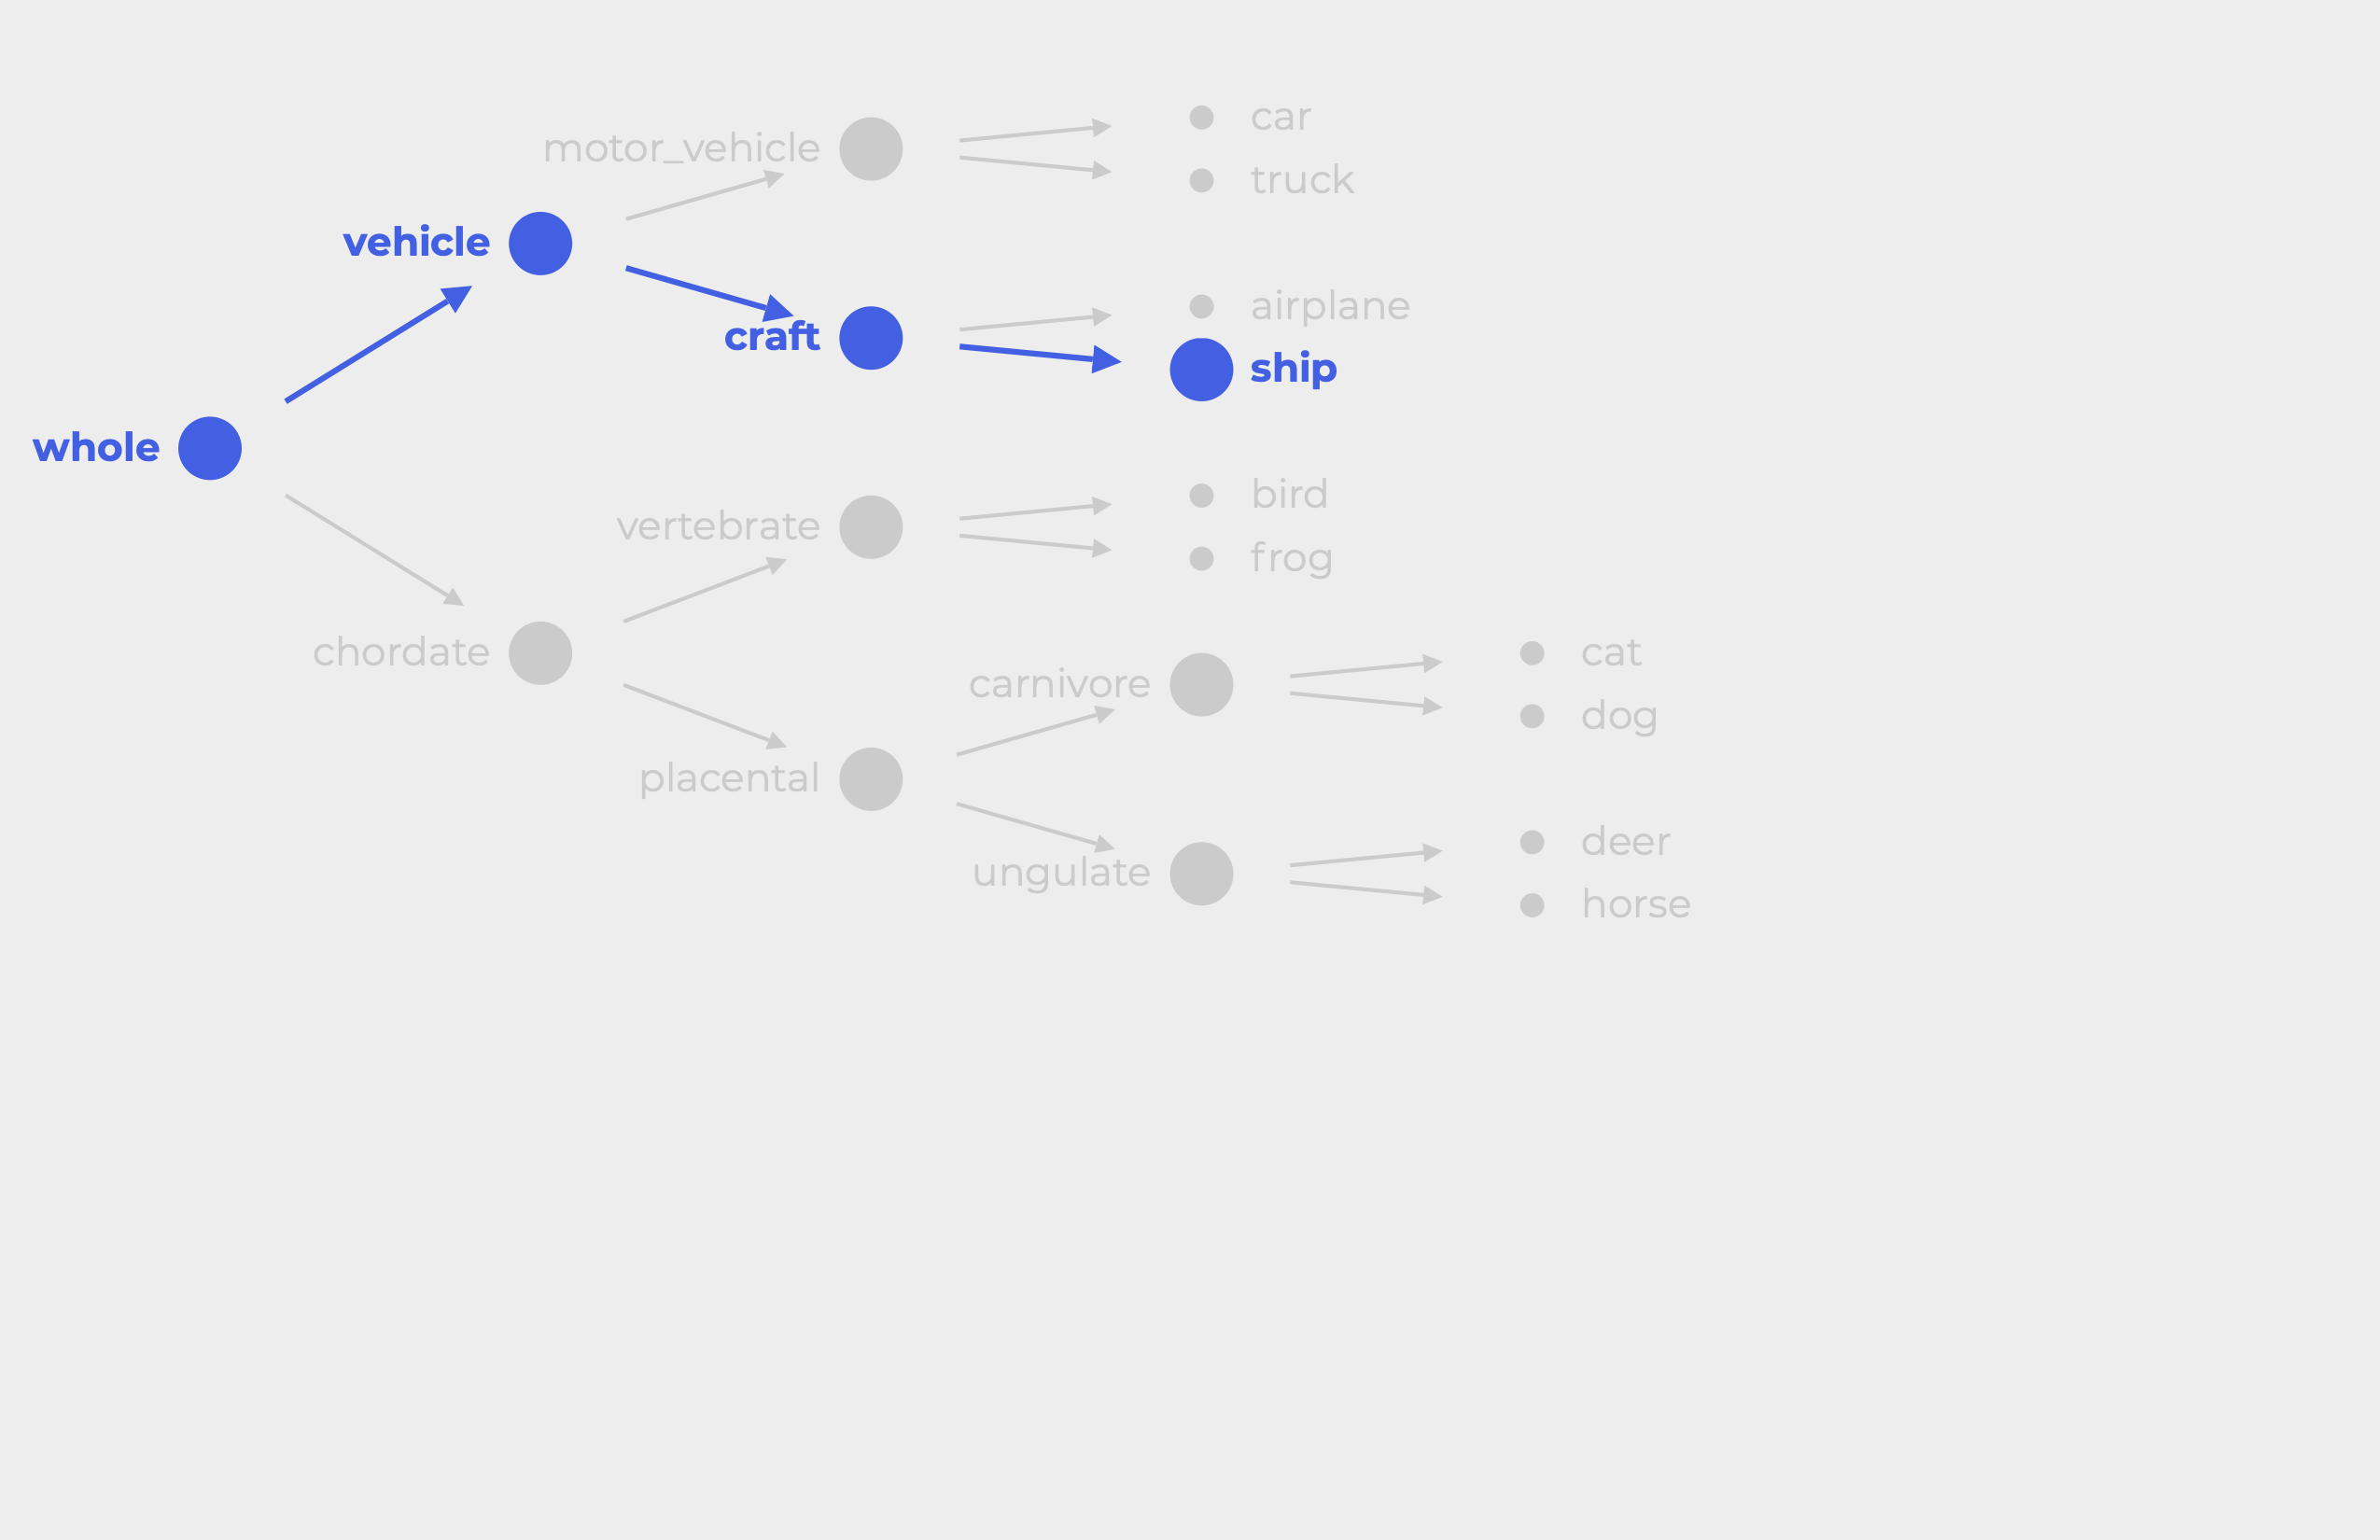 car
motor_vehicle
truck
vehicle
airplane
craft
ship
whole
bird
vertebrate
frog
chordate
cat
carnivore
dog
placental
deer
ungulate
horse